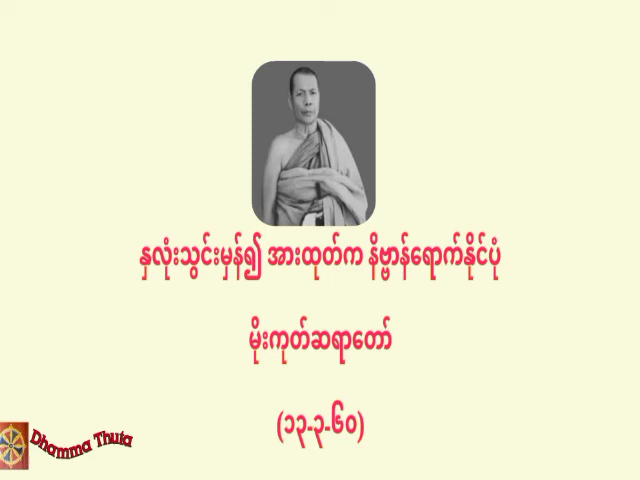 နှလုံးသွင်းမှန်၍ အားထုတ်က နိဗ္ဗာန်ရောက်နိုင်ပုံ
မိုးကုတ်ဆရာတော်
(၁၃-၃-၆၀)
Dhamma Thuta